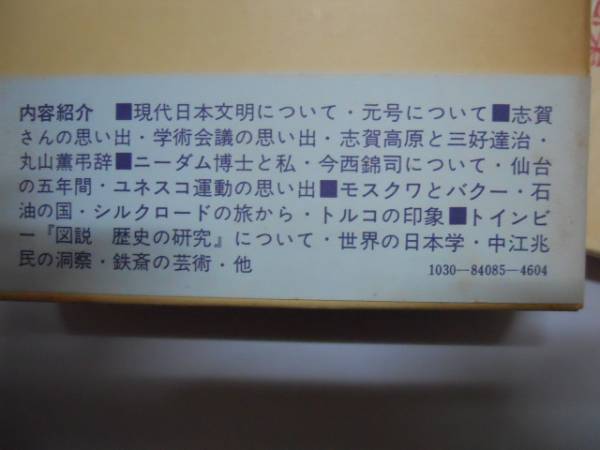 内容紹介 ■現代日本文明について・元号について■志賀
さんの思い出・学術会議の思い出・志賀高原と三好達治・
丸山薫弔辞■ニーダム博士と私・今西錦司について・仙台
の五年間・ユネスコ運動の思い出■モスクワとバクー・石
油の国・シルクロードの旅から・トルコの印象■トインビ
ー『図説 歴史の研究』について・世界の日本学・中江兆
民の洞察・鉄斎の芸術・他
1030—84085—4604